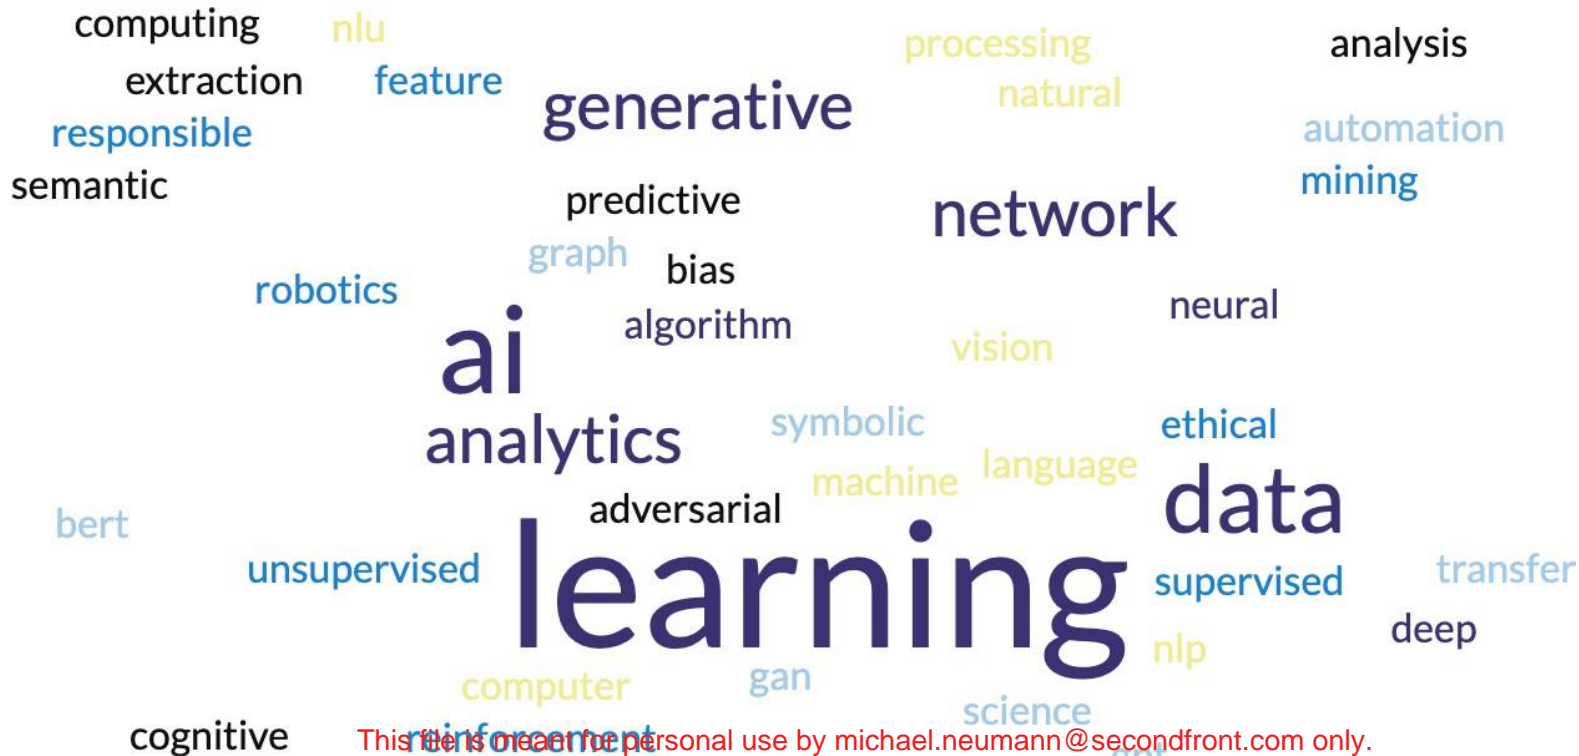 computing nlu processing analysis
extraction feature generative natural
responsible automation
semantic predictive network mining
graph bias
robotics neural
ai algorithm vision
analytics symbolic ethical
machine language data
bert adversarial
unsupervised learning supervised transfer
deep
nlp
computer gan
science
cognitive reinforcement
This file is meant for personal use by michael.neumann@secondfront.com only.